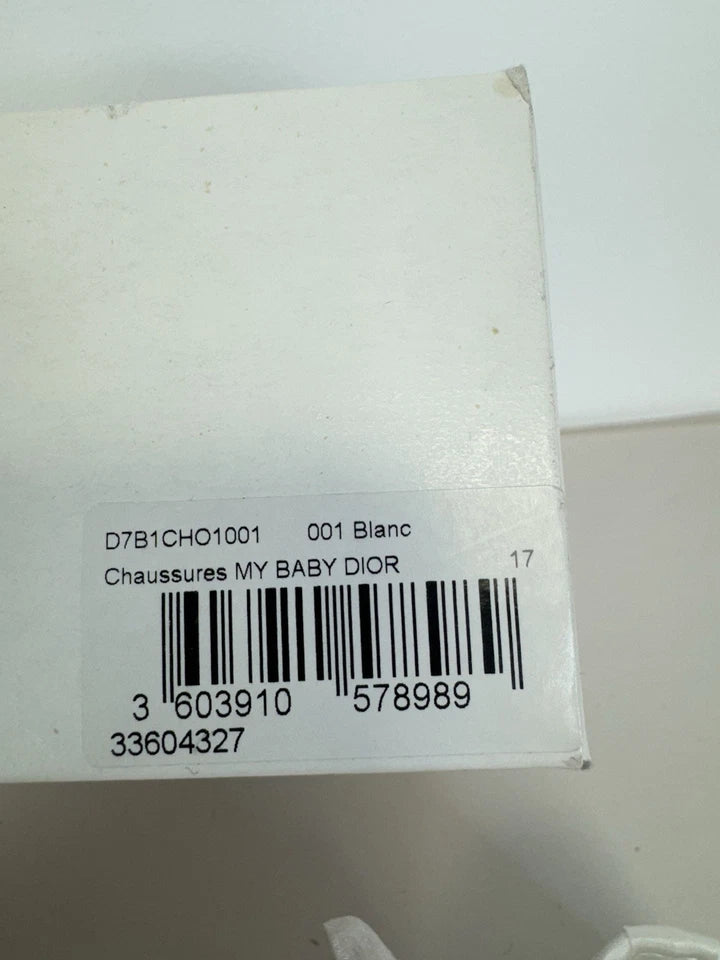 D7B1CHO1001 001 Blanc
Chaussures MY BABY DIOR 17
3 603910 578989
33604327